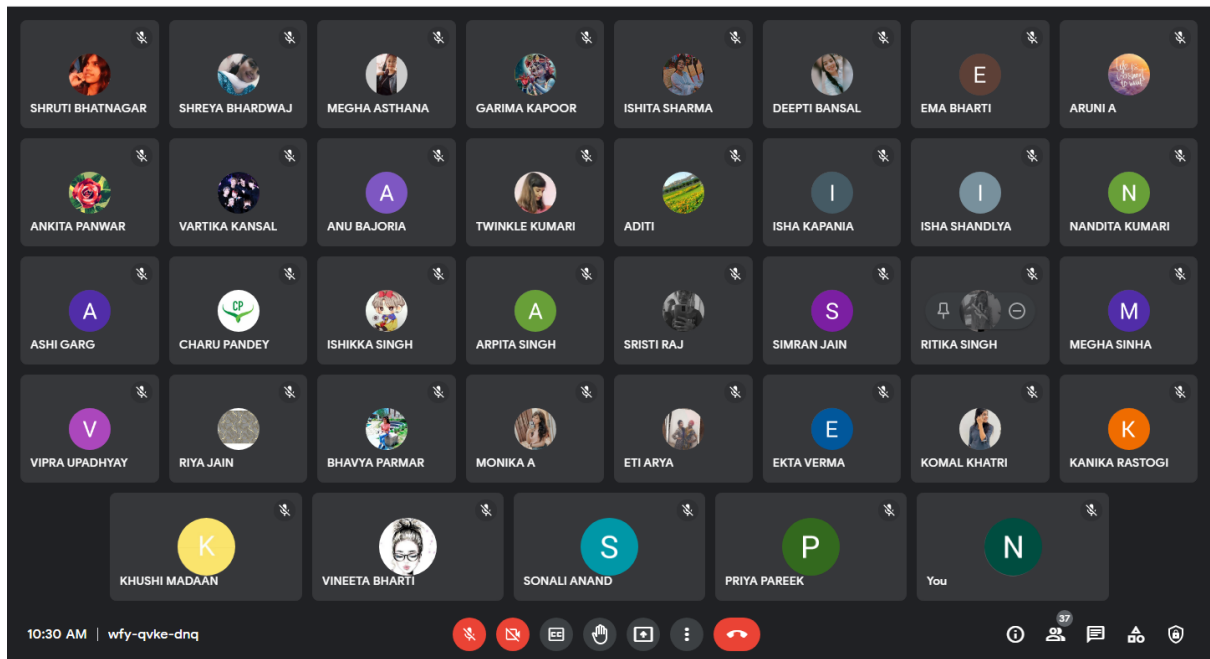 SHRUTI BHATNAGAR
SHREYA BHARDWAJ
MEGHA ASTHANA
GARIMA KAPOOR
ISHITA SHARMA
DEEPTI BANSAL
E
EMA BHARTI
ARUNI A
ANKITA PANWAR
VARTIKA KANSAL
A
ANU BAJORIA
TWINKLE KUMARI
ADITI
I
ISHA KAPANIA
I
ISHA SHANDLYA
N
NANDITA KUMARI
A
ASHI GARG
CP
CHARU PANDEY
ISHIKKA SINGH
A
ARPITA SINGH
SRISTI RAJ
S
SIMRAN JAIN
RITIKA SINGH
M
MEGHA SINHA
V
VIPRA UPADHYAY
RIYA JAIN
BHAVYA PARMAR
MONIKA A
ETI ARYA
E
EKTA VERMA
KOMAL KHATRI
K
KANIKA RASTOGI
K
KHUSHI MADAAN
VINEETA BHARTI
S
SONALI ANAND
P
PRIYA PAREEK
N
You
10:30 AM | wfy-qvke-dnq
CC
37